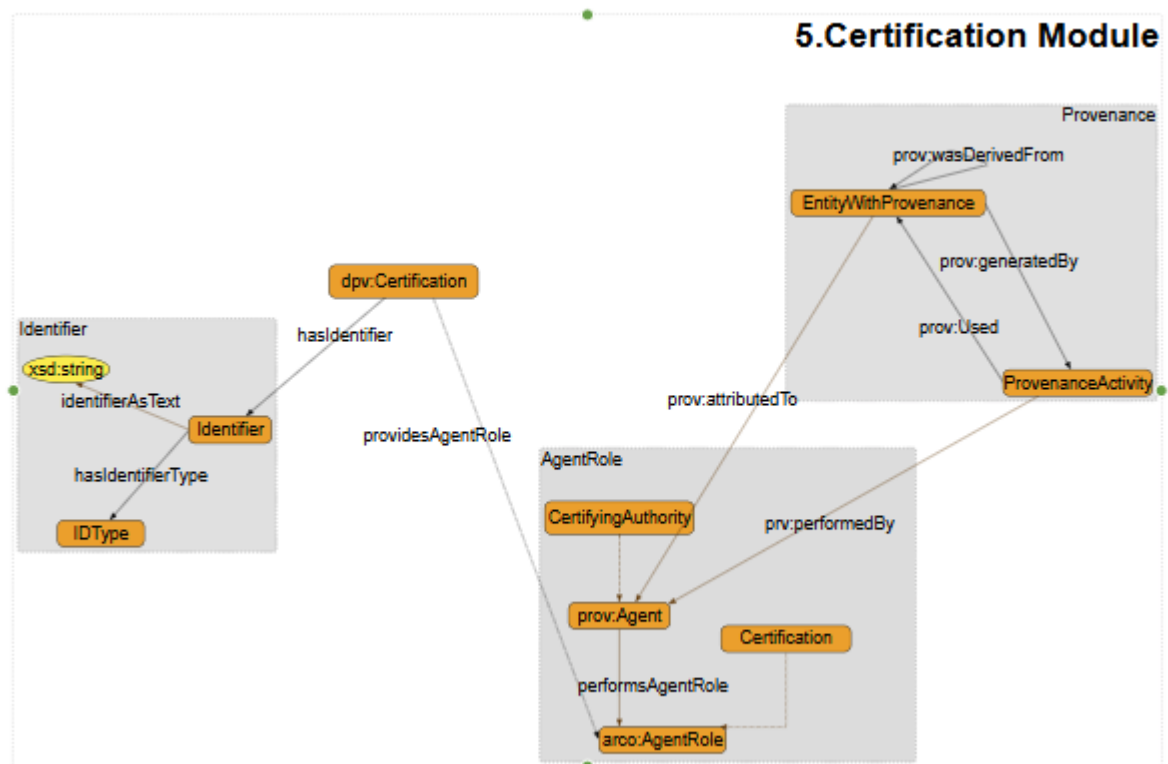 5.Certification Module
Provenance
prov:wasDerivedFrom
EntityWithProvenance
prov:generatedBy
prov:Used
ProvenanceActivity
dpv:Certification
hasIdentifier
Identifier
xsd:string
identifierAsText
Identifier
hasIdentifierType
IDType
providesAgentRole
prov:attributedTo
prv:performedBy
AgentRole
CertifyingAuthority
prov:Agent
Certification
performsAgentRole
arco:AgentRole